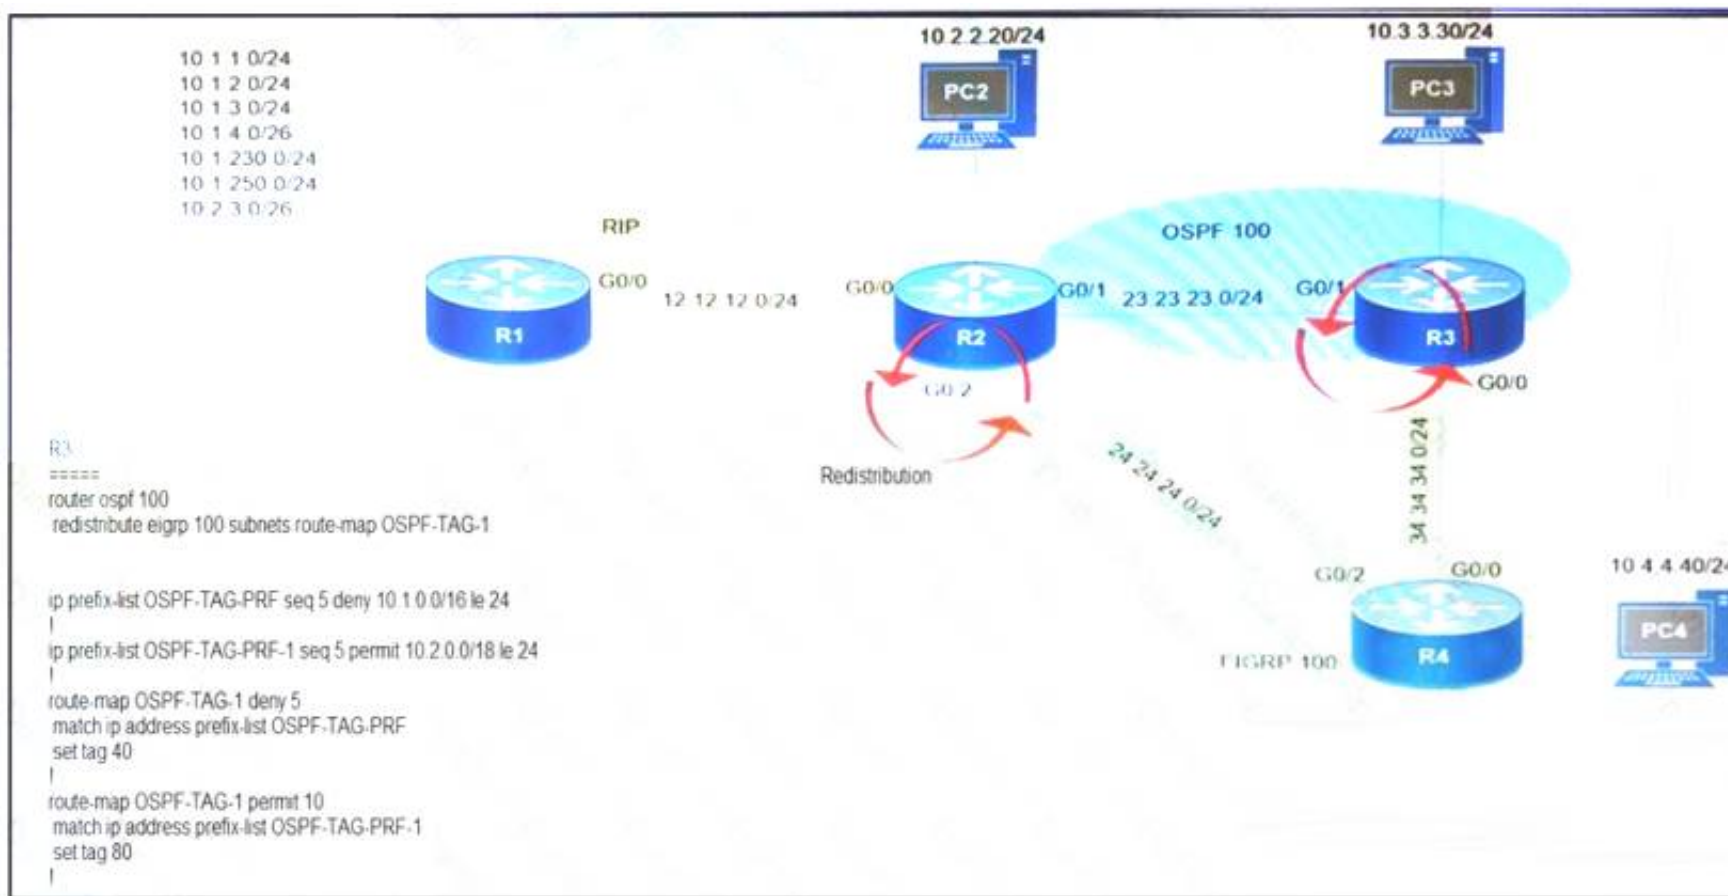 10 1 1 0/24
10 1 2 0/24
10 1 3 0/24
10 1 4 0/26
10 1 230 0/24
10 1 250 0/24
10 2 3 0/26
10 2 2.20/24
PC2
10.3 3.30/24
PC3
RIP
OSPF 100
G0/0
12 12 12 0/24
G0/0
G0/1
23 23 23 0/24
G0/1
R1
R2
R3
G0 2
G0/0
Redistribution
24 24 24 0/24
34 34 34 0/24
G0/2
G0/0
10 4 4 40/24
PC4
EIGRP 100
R4
R3
=====
router ospf 100
redistribute eigrp 100 subnets route-map OSPF-TAG-1
ip prefix-list OSPF-TAG-PRF seq 5 deny 10.1.0.0/16 le 24
!
ip prefix-list OSPF-TAG-PRF-1 seq 5 permit 10.2.0.0/18 le 24
!
route-map OSPF-TAG-1 deny 5
match ip address prefix-list OSPF-TAG-PRF
set tag 40
!
route-map OSPF-TAG-1 permit 10
match ip address prefix-list OSPF-TAG-PRF-1
set tag 80
!